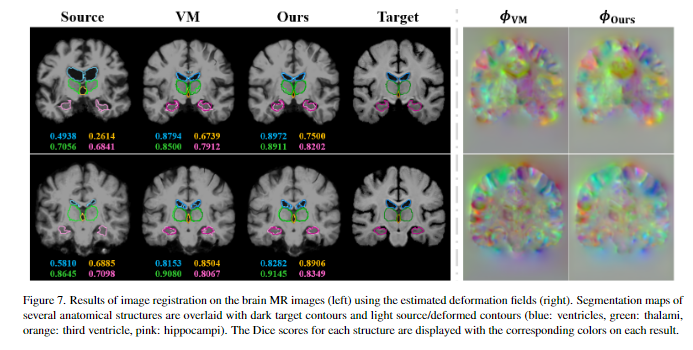 Source VM Ours Target ϕVM ϕOurs
0.4938 0.2614 0.8794 0.6739 0.8972 0.7500
0.7056 0.6841 0.8500 0.7912 0.8911 0.8202
0.5810 0.6885 0.8153 0.8504 0.8282 0.8906
0.8645 0.7098 0.9080 0.8067 0.9145 0.8349
Figure 7. Results of image registration on the brain MR images (left) using the estimated deformation fields (right). Segmentation maps of
several anatomical structures are overlaid with dark target contours and light source/deformed contours (blue: ventricles, green: thalami,
orange: third ventricle, pink: hippocampi). The Dice scores for each structure are displayed with the corresponding colors on each result.